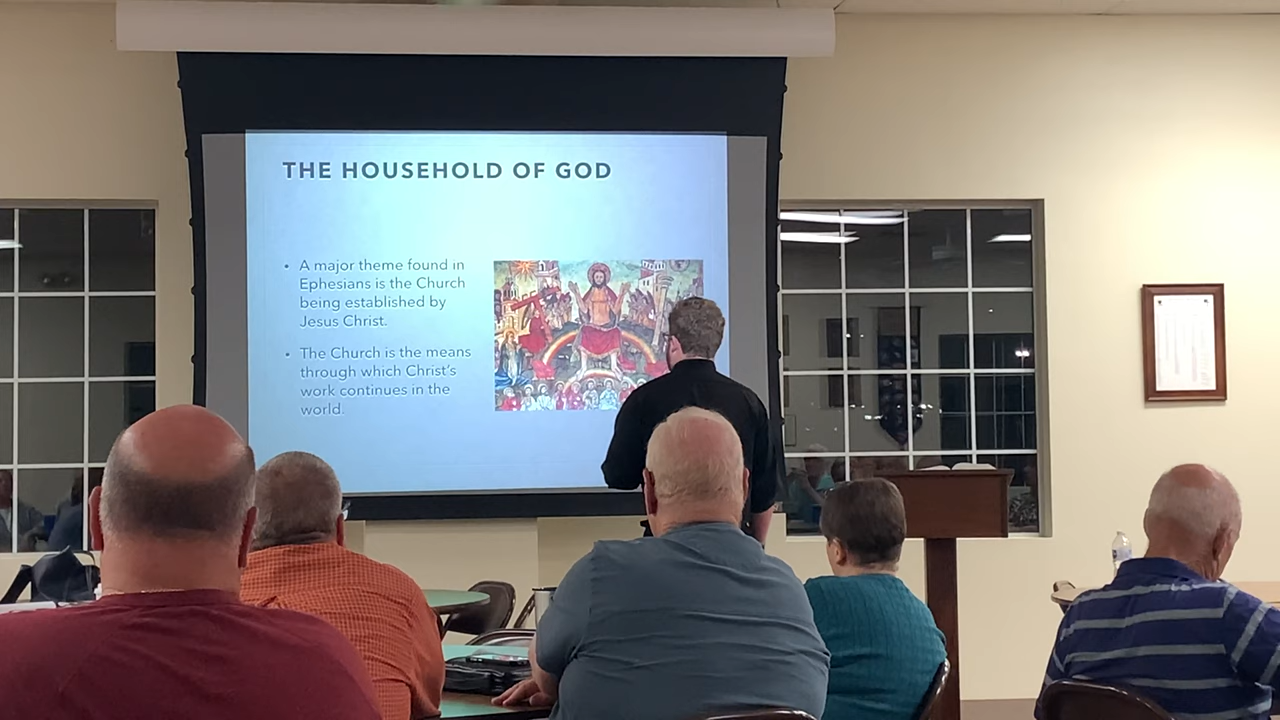 THE HOUSEHOLD OF GOD
• A major theme found in
Ephesians is the Church
being established by
Jesus Christ.
• The Church is the means
through which Christ's
work continues in the
world.